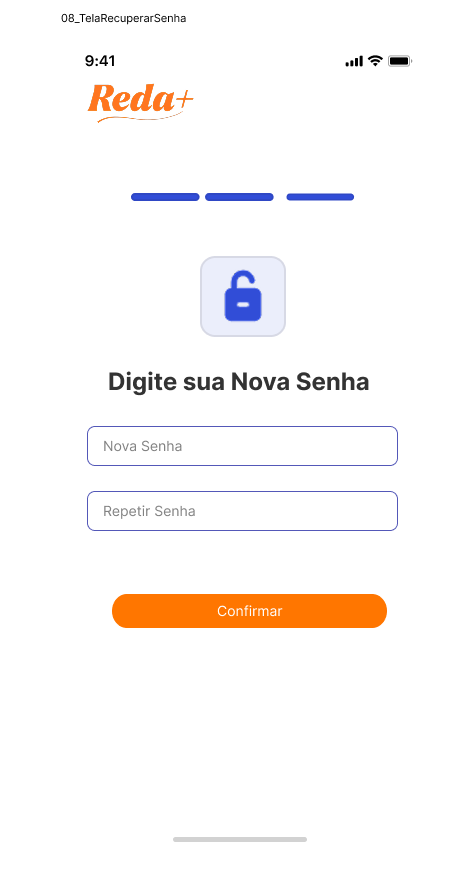 08_TelaRecuperarSenha
9:41
Reda+
Digite sua Nova Senha
Nova Senha
Repetir Senha
Confirmar